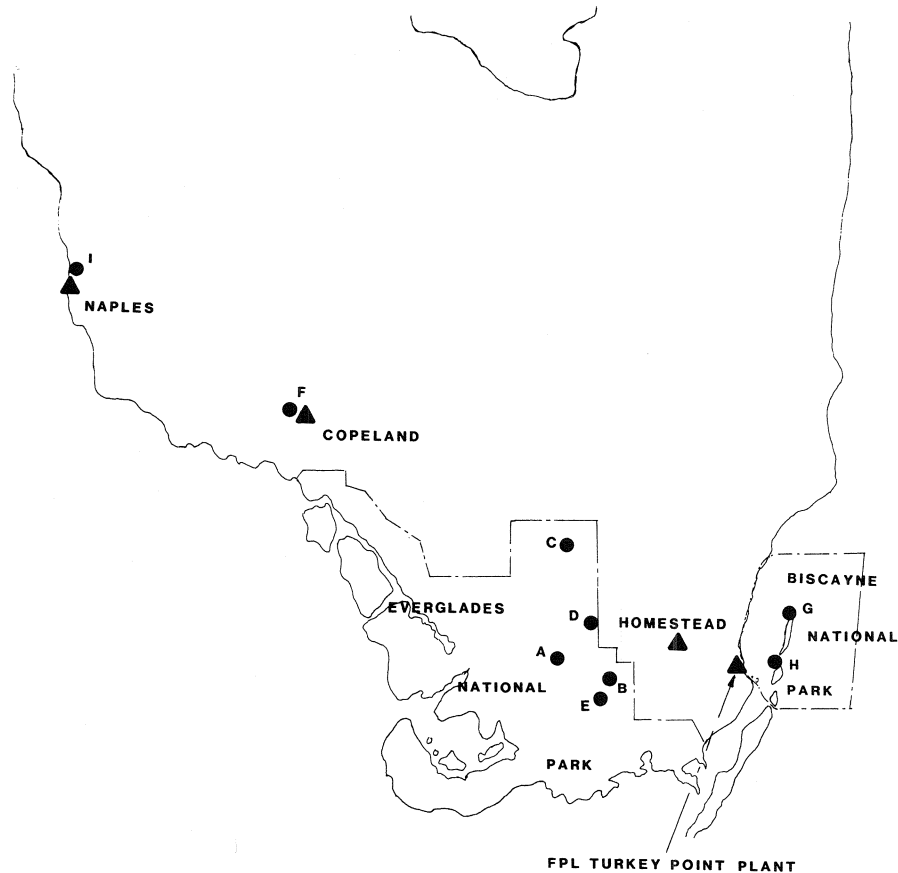 I
NAPLES
F
COPELAND
C
BISCAYNE
EVERGLADES
G
D
HOMESTEAD
NATIONAL
A
H
NATIONAL
B
PARK
E
PARK
FPL TURKEY POINT PLANT